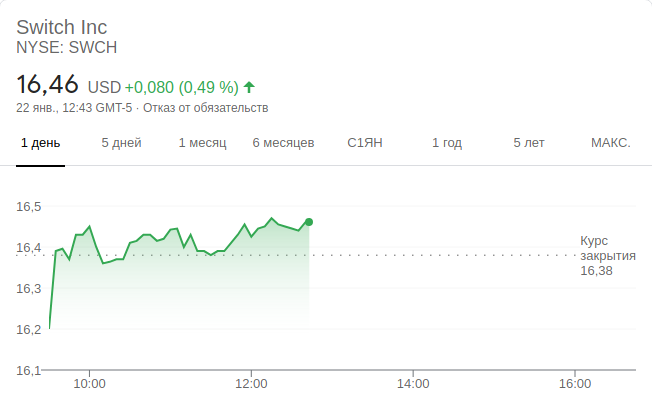 Switch Inc
NYSE: SWCH
16,46 USD +0,080 (0,49 %)
22 янв., 12:43 GMT-5 · Отказ от обязательств
1 день 5 дней 1 месяц 6 месяцев С1ЯН 1 год 5 лет МАКС.
16,5
16,4
16,3
16,2
16,1
Курс
закрытия
16,38
10:00 12:00 14:00 16:00